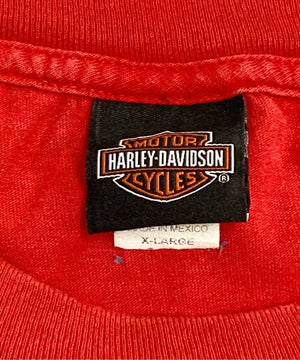 MOTOR
HARLEY-DAVIDSON
CYCLES
®
MADE IN MEXICO
X-LARGE